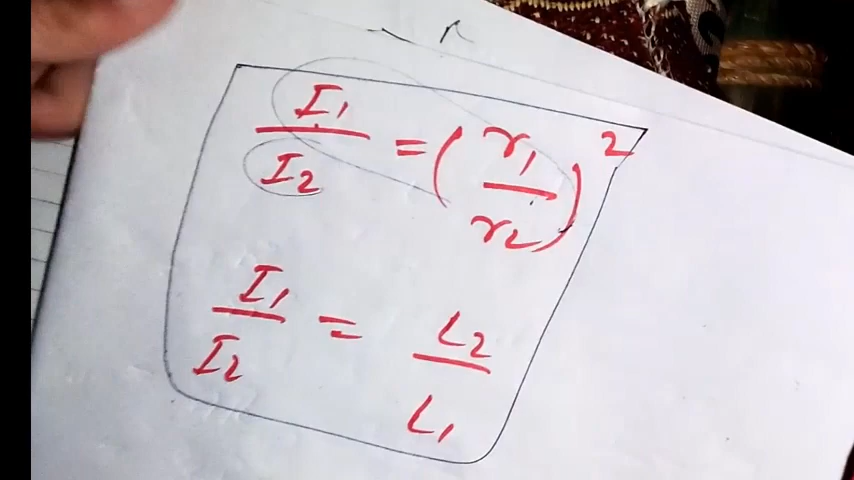 I₁/I₂ = (r₁/r₂)²
I₁/I₂ = L₂/L₁